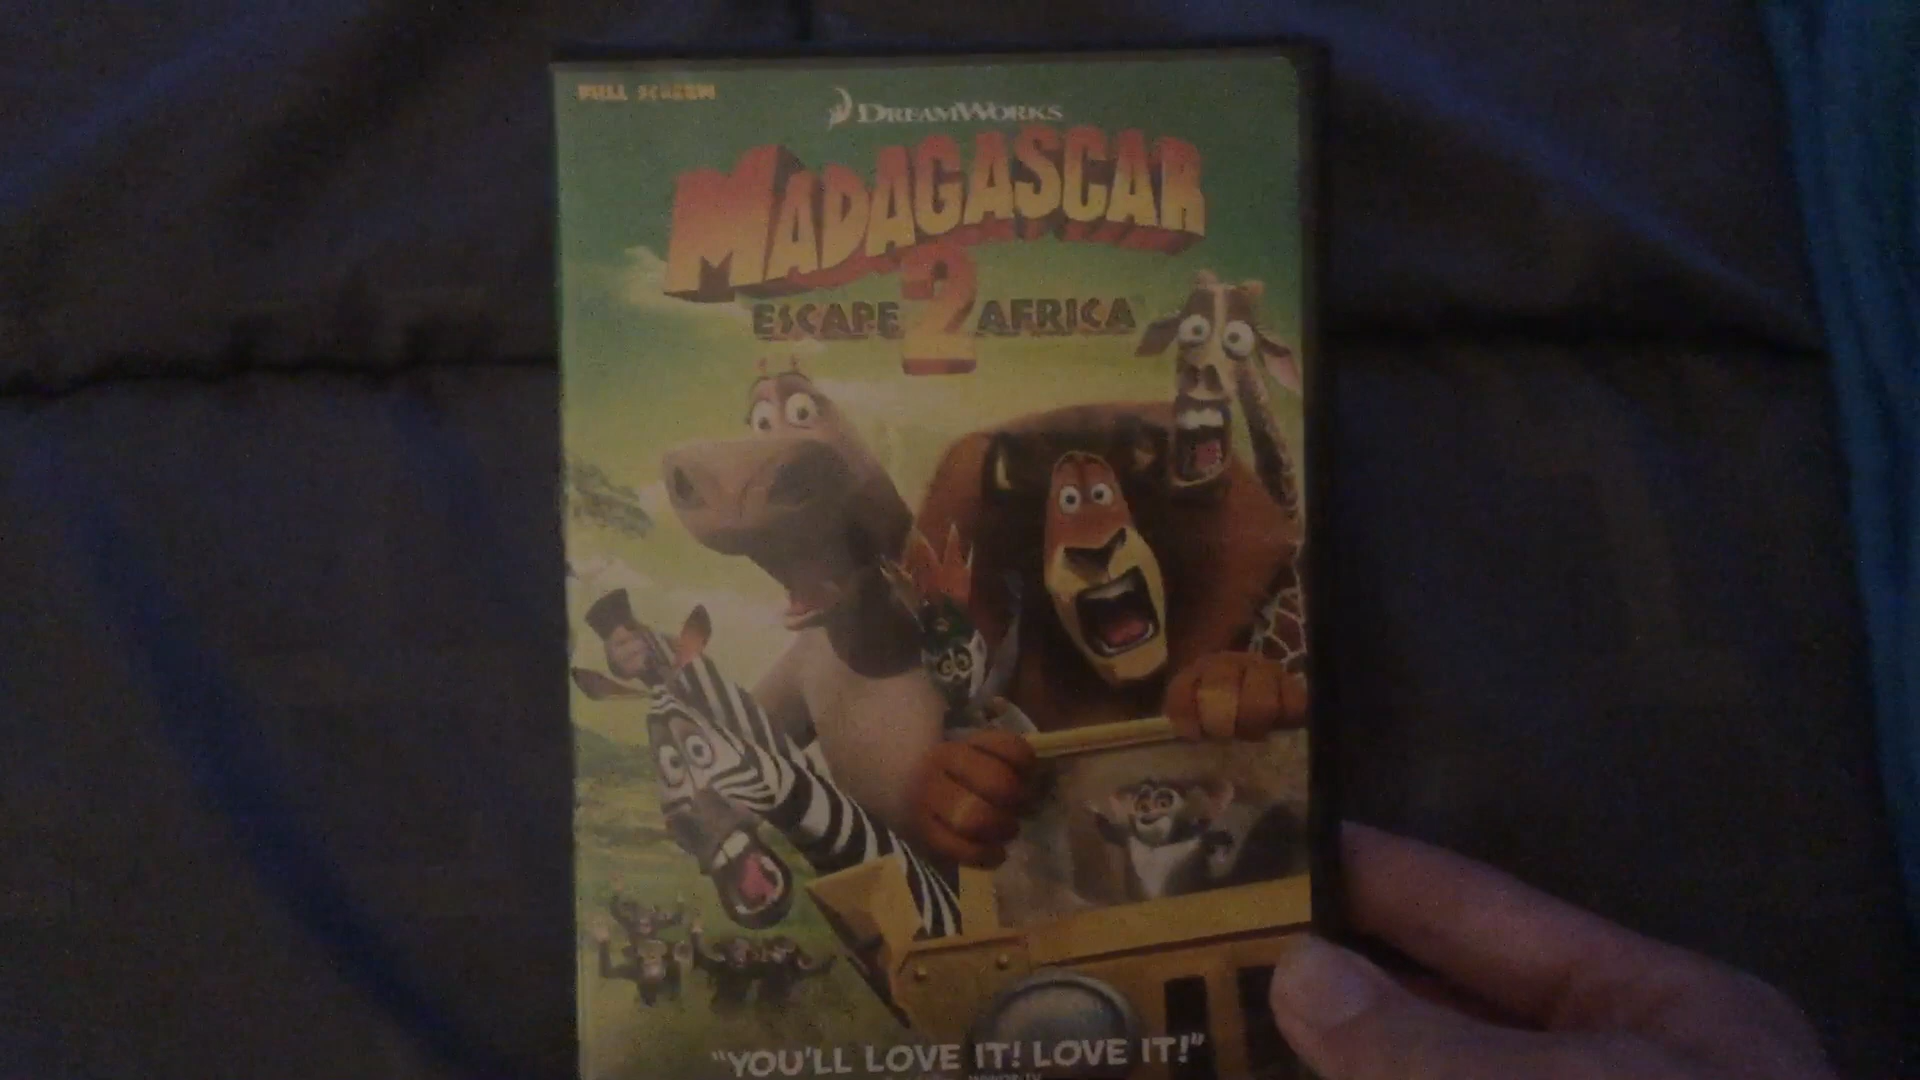 FULL SCREEN
DREAMWORKS
MADAGASCAR
ESCAPE 2 AFRICA
"YOU'LL LOVE IT! LOVE IT!"